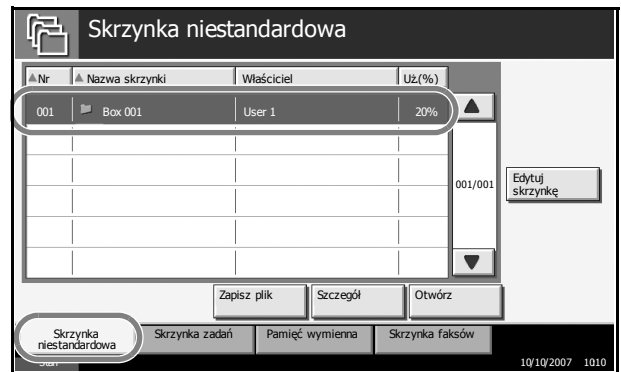 Skrzynka niestandardowa
Nr Nazwa skrzynki Właściciel Uż.(%)
001 Box 001 User 1 20%
001/001
Edytuj
skrzynkę
Zapisz plik Szczegół Otwórz
Skrzynka
niestandardowa
Skrzynka zadań Pamięć wymienna Skrzynka faksów
Stan 10/10/2007 1010